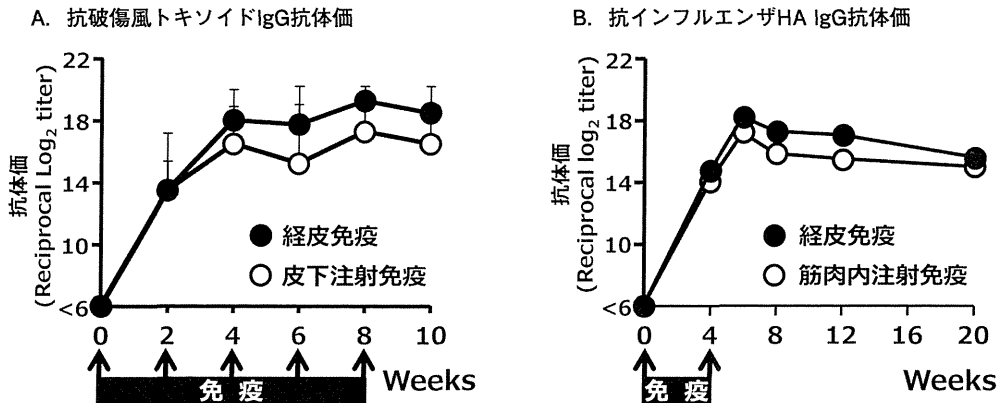 A. 抗破傷風トキソイドIgG抗体価
抗体価
(Reciprocal Log₂ titer)
22
18
14
10
<6
経皮免疫
皮下注射免疫
0 2 4 6 8 10
免 疫
Weeks
B. 抗インフルエンザHA IgG抗体価
抗体価
(Reciprocal log₂ titer)
22
18
14
10
<6
経皮免疫
筋肉内注射免疫
0 4 8 12 16 20
免 疫
Weeks